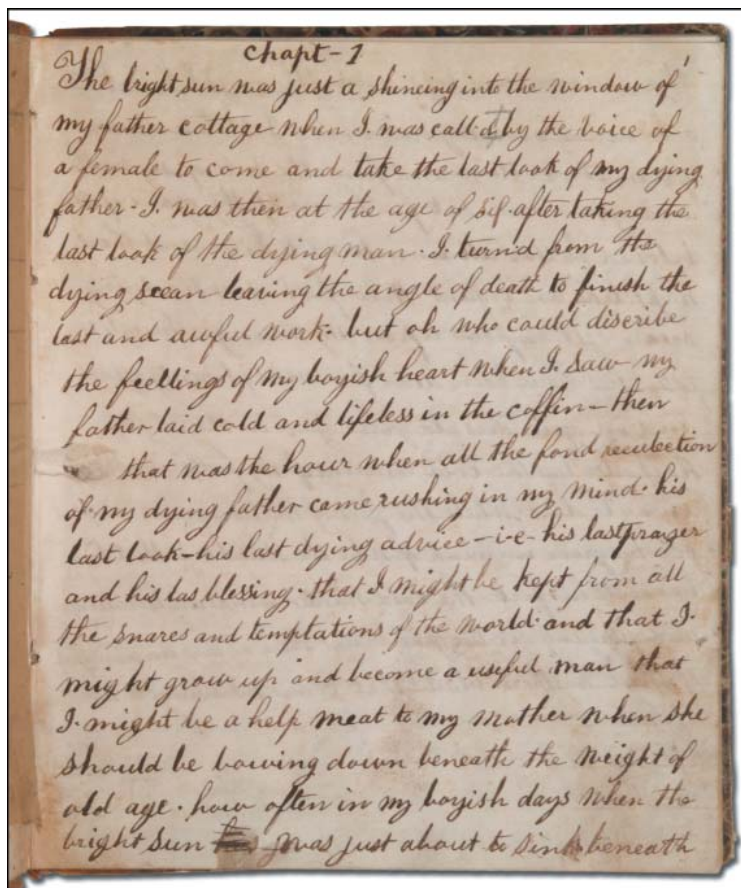 Chapt-1
1
The bright sun was just a shineing into the window of
my father cottage when I. was call.d by the voice of
a female to come and take the last look of my dying
father - I. was then at the age of six. after taking the
last look of the dying man. I. turn'd from the
dying scean leaving the angle of death to finish the
last and awful work. but oh who could discribe
the feellings of my boyish heart when I. saw my
father laid cold and lifeless in the coffin - then
that was the hour when all the fond reculection
of my dying father came rushing in my mind. his
last look - his last dying advice - i-e- his last prayer
and his las blessing. that I might be kept from all
the snares and temptations of the world. and that I.
might grow up and become a useful man that
I. might be a help meat to my mother when she
should be bowing down beneath the weight of
old age. how often in my boyish days when the
bright sun was just about to sink beneath